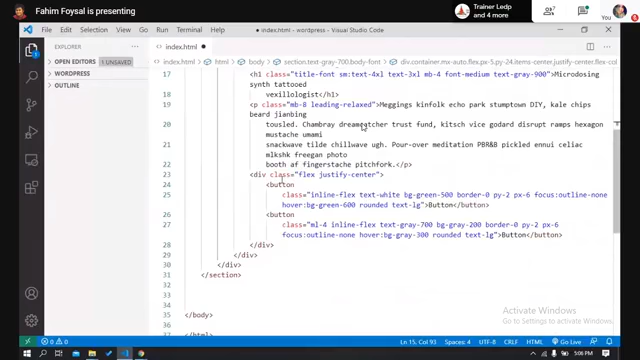 Fahim Foysal is presenting
Trainer Ledp
and 4 more
7
File Edit Selection View Go Run Terminal Help
index.html - wordpress - Visual Studio Code
EXPLORER
OPEN EDITORS 1 UNSAVED
WORDPRESS
OUTLINE
index.html
index.html > html > body > section.text-gray-700.body-font > div.container.mx-auto.flex.px-5.py-24.items-center.justify-center.flex
17 <h1 class="title-font sm:text-4xl text-3xl mb-4 font-medium text-gray-900">Microdosing
synth tattooed
18 vexillologist</h1>
19 <p class="mb-8 leading-relaxed">Meggings kinfolk echo park stumptown DIY, kale chips
beard jianbing
20 tousled. Chambray dreamcatcher trust fund, kitsch vice godard disrupt ramps hexagon
mustache umami
21 snackwave tilde chillwave ugh. Pour-over meditation PBR&B pickled ennui celiac
mlkshk freegan photo
22 booth af fingerstache pitchfork.</p>
23 <div class="flex justify-center">
24 <button
25 class="inline-flex text-white bg-green-500 border-0 py-2 px-6 focus:outline-none
hover:bg-green-600 rounded text-lg">Button</button>
26 <button
27 class="ml-4 inline-flex text-gray-700 bg-gray-200 border-0 py-2 px-6
focus:outline-none hover:bg-gray-300 rounded text-lg">Button</button>
28 </div>
29 </div>
30 </div>
31 </section>
32
33
34
35 </body>
36
37 </html>
Activate Windows
Go to Settings to activate Windows.
0 0
Ln 15, Col 93 Spaces: 4 UTF-8 CRLF HTML Go Live
5:06 PM